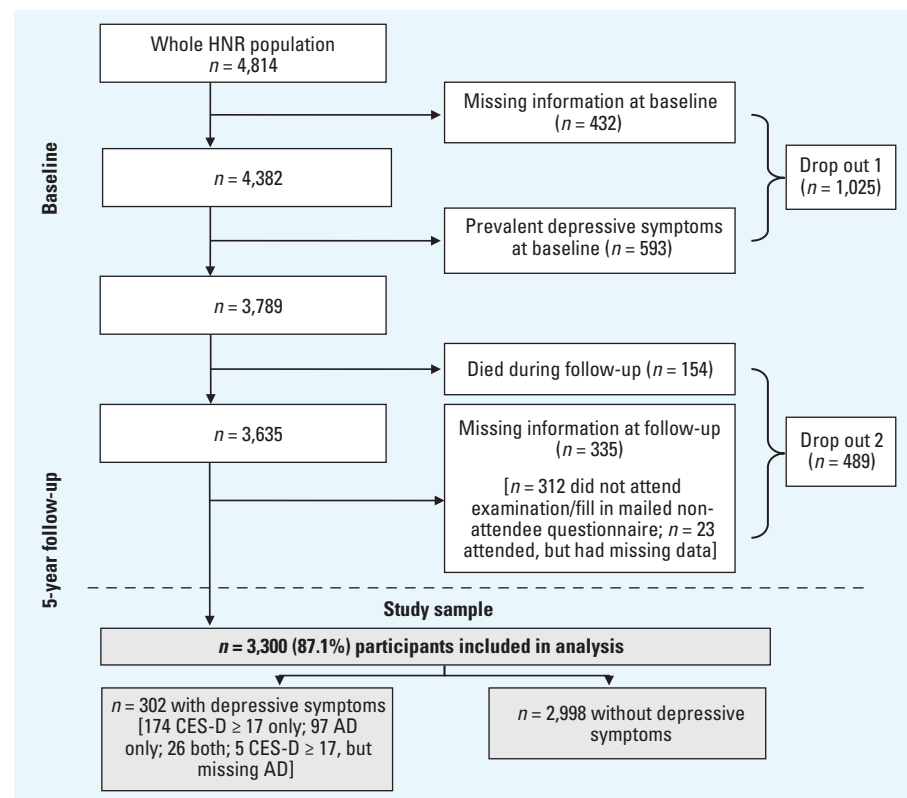 Whole HNR population
n = 4,814
Missing information at baseline
(n = 432)
Drop out 1
(n = 1,025)
n = 4,382
Baseline
Prevalent depressive symptoms
at baseline (n = 593)
n = 3,789
Died during follow-up (n = 154)
n = 3,635
Missing information at follow-up
(n = 335)
[n = 312 did not attend
examination/fill in mailed non-
attendee questionnaire; n = 23
attended, but had missing data]
Drop out 2
(n = 489)
5-year follow-up
Study sample
n = 3,300 (87.1%) participants included in analysis
n = 302 with depressive symptoms
[174 CES-D ≥ 17 only; 97 AD
only; 26 both; 5 CES-D ≥ 17, but
missing AD]
n = 2,998 without depressive
symptoms